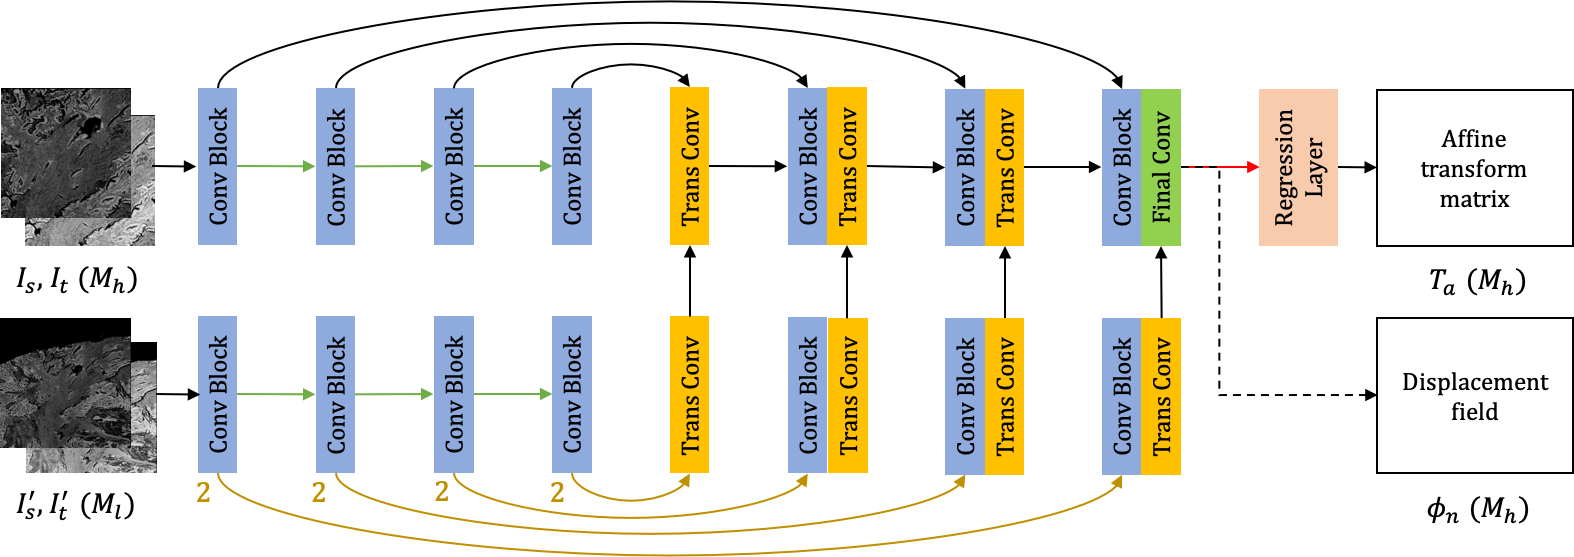 Conv Block
Conv Block
Conv Block
Conv Block
Trans Conv
Conv Block
Trans Conv
Conv Block
Trans Conv
Conv Block
Final Conv
Regression
Layer
Affine
transform
matrix
I_s, I_t (M_h)
T_a (M_h)
Conv Block
Conv Block
Conv Block
Conv Block
Trans Conv
Conv Block
Trans Conv
Conv Block
Trans Conv
Conv Block
Trans Conv
Displacement
field
2
2
2
2
I′_s, I′_t (M_l)
ϕ_n (M_h)